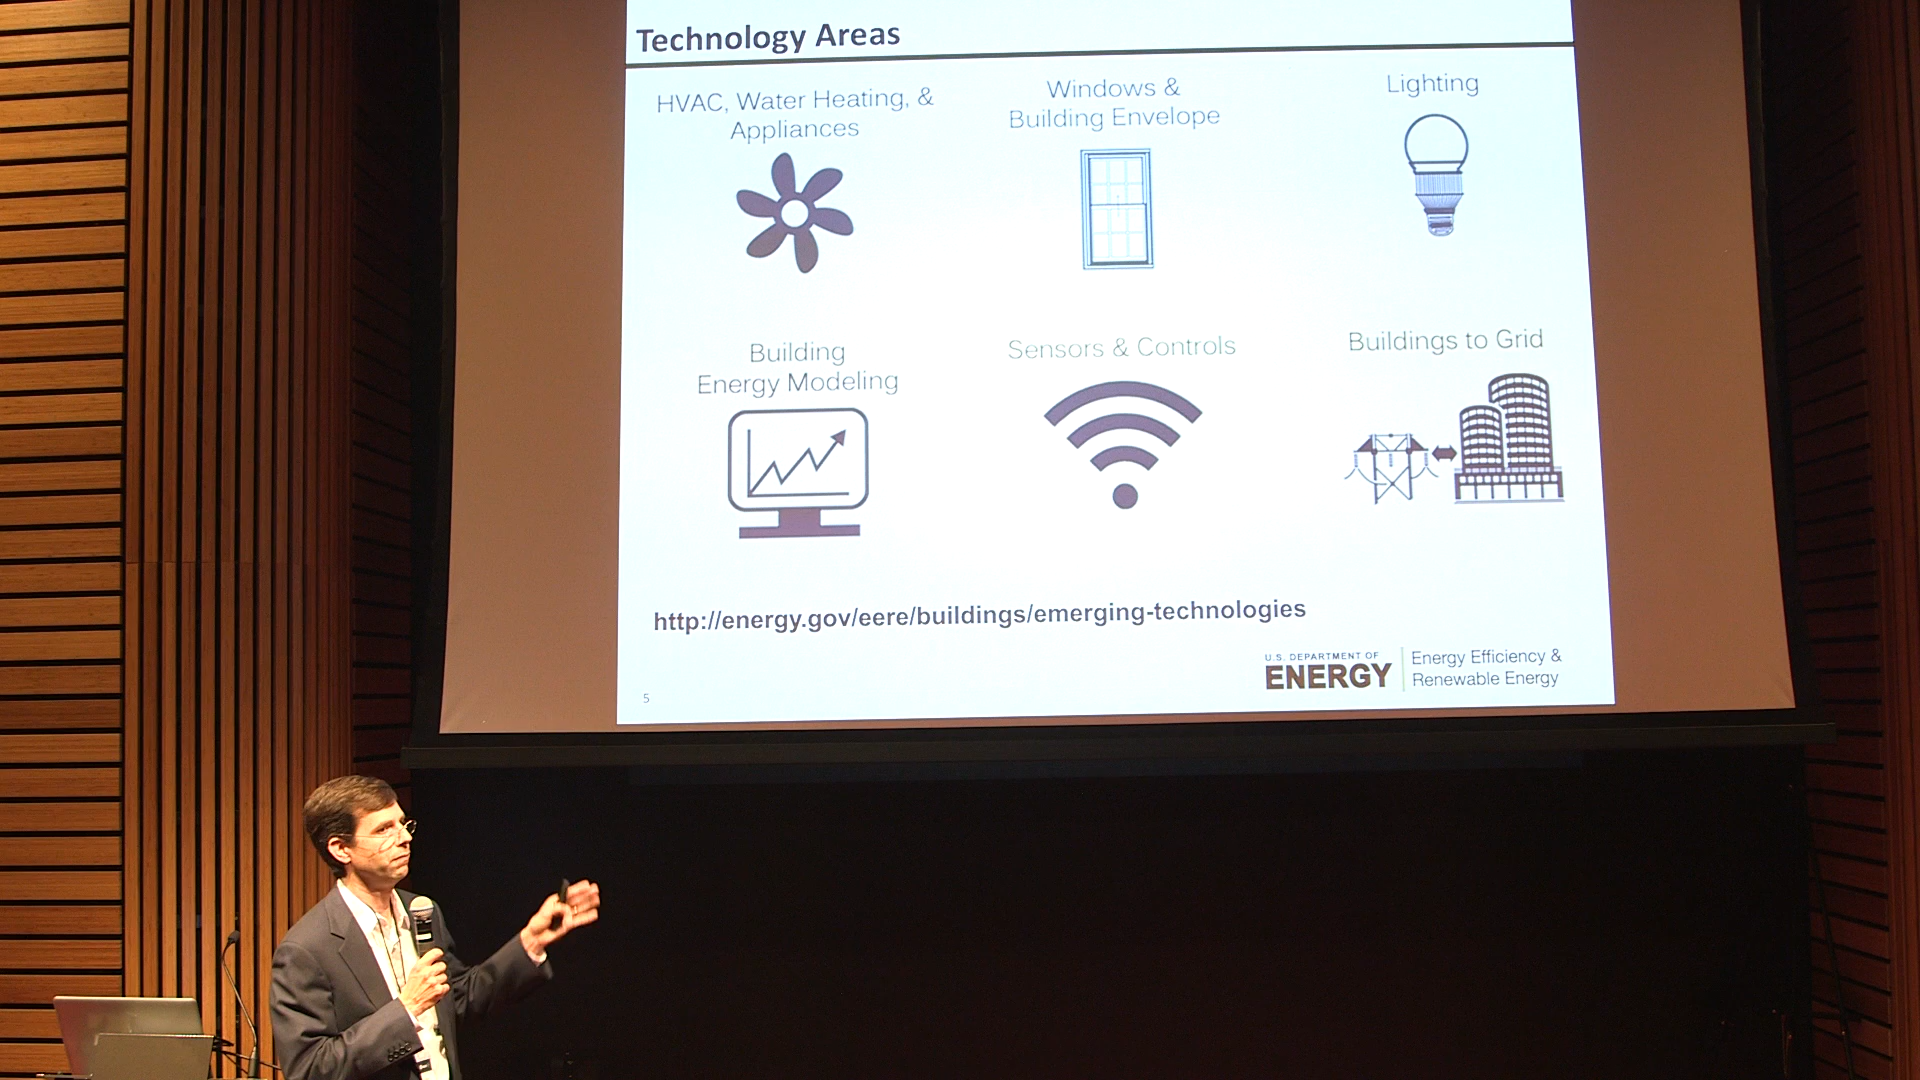 Technology Areas
HVAC, Water Heating, &
Appliances
Windows &
Building Envelope
Lighting
Building
Energy Modeling
Sensors & Controls
Buildings to Grid
http://energy.gov/eere/buildings/emerging-technologies
U.S. DEPARTMENT OF
ENERGY
Energy Efficiency &
Renewable Energy
5